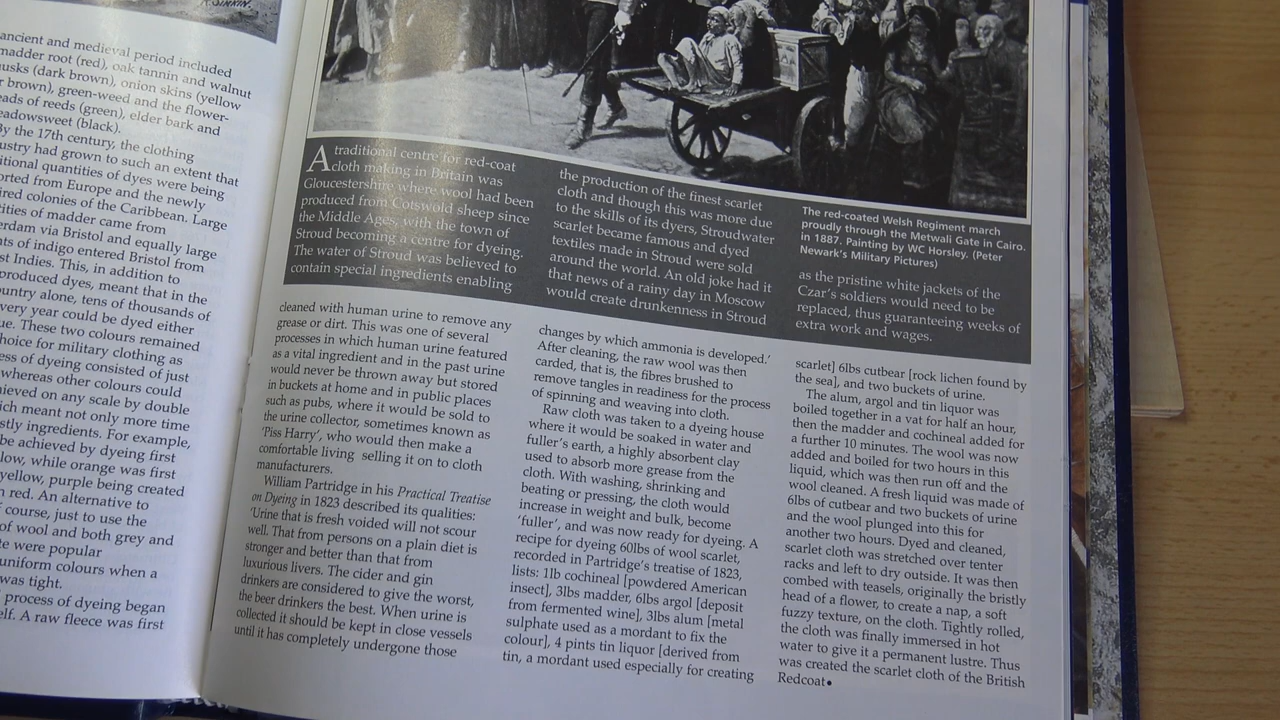 R.SIMKIN.
ancient and medieval period included
madder root (red), oak tannin and walnut
usks (dark brown), onion skins (yellow
r brown), green-weed and the flower-
eads of reeds (green), elder bark and
eadowsweet (black).
By the 17th century, the clothing
ustry had grown to such an extent that
itional quantities of dyes were being
orted from Europe and the newly
ired colonies of the Caribbean. Large
tities of madder came from
erdam via Bristol and equally large
nts of indigo entered Bristol from
st Indies. This, in addition to
produced dyes, meant that in the
ountry alone, tens of thousands of
very year could be dyed either
ue. These two colours remained
hoice for military clothing as
ess of dyeing consisted of just
whereas other colours could
ieved on any scale by double
ich meant not only more time
stly ingredients. For example,
be achieved by dyeing first
low, while orange was first
yellow, purple being created
n red. An alternative to
f course, just to use the
of wool and both grey and
te were popular
uniform colours when a
was tight.
process of dyeing began
elf. A raw fleece was first
A traditional centre for red-coat
cloth making in Britain was
Gloucestershire where wool had been
produced from Cotswold sheep since
the Middle Ages, with the town of
Stroud becoming a centre for dyeing.
The water of Stroud was believed to
contain special ingredients enabling
the production of the finest scarlet
cloth and though this was more due
to the skills of its dyers, Stroudwater
scarlet became famous and dyed
textiles made in Stroud were sold
around the world. An old joke had it
that news of a rainy day in Moscow
would create drunkenness in Stroud
The red-coated Welsh Regiment march
proudly through the Metwali Gate in Cairo.
in 1887. Painting by WC Horsley. (Peter
Newark's Military Pictures)
as the pristine white jackets of the
Czar's soldiers would need to be
replaced, thus guaranteeing weeks of
extra work and wages.
cleaned with human urine to remove any
grease or dirt. This was one of several
processes in which human urine featured
as a vital ingredient and in the past urine
would never be thrown away but stored
in buckets at home and in public places
such as pubs, where it would be sold to
the urine collector, sometimes known as
'Piss Harry', who would then make a
comfortable living selling it on to cloth
manufacturers.
William Partridge in his Practical Treatise
on Dyeing in 1823 described its qualities:
'Urine that is fresh voided will not scour
well. That from persons on a plain diet is
stronger and better than that from
luxurious livers. The cider and gin
drinkers are considered to give the worst,
the beer drinkers the best. When urine is
collected it should be kept in close vessels
until it has completely undergone those
changes by which ammonia is developed.'
After cleaning, the raw wool was then
carded, that is, the fibres brushed to
remove tangles in readiness for the process
of spinning and weaving into cloth.
Raw cloth was taken to a dyeing house
where it would be soaked in water and
fuller's earth, a highly absorbent clay
used to absorb more grease from the
cloth. With washing, shrinking and
beating or pressing, the cloth would
increase in weight and bulk, become
'fuller', and was now ready for dyeing. A
recipe for dyeing 60lbs of wool scarlet,
recorded in Partridge's treatise of 1823,
lists: 1lb cochineal [powdered American
insect], 3lbs madder, 6lbs argol [deposit
from fermented wine], 3lbs alum [metal
sulphate used as a mordant to fix the
colour], 4 pints tin liquor [derived from
tin, a mordant used especially for creating
scarlet] 6lbs cutbear [rock lichen found by
the sea], and two buckets of urine.
The alum, argol and tin liquor was
boiled together in a vat for half an hour,
then the madder and cochineal added for
a further 10 minutes. The wool was now
added and boiled for two hours in this
liquid, which was then run off and the
wool cleaned. A fresh liquid was made of
6lbs of cutbear and two buckets of urine
and the wool plunged into this for
another two hours. Dyed and cleaned,
scarlet cloth was stretched over tenter
racks and left to dry outside. It was then
combed with teasels, originally the bristly
head of a flower, to create a nap, a soft
fuzzy texture, on the cloth. Tightly rolled,
the cloth was finally immersed in hot
water to give it a permanent lustre. Thus
was created the scarlet cloth of the British
Redcoat•